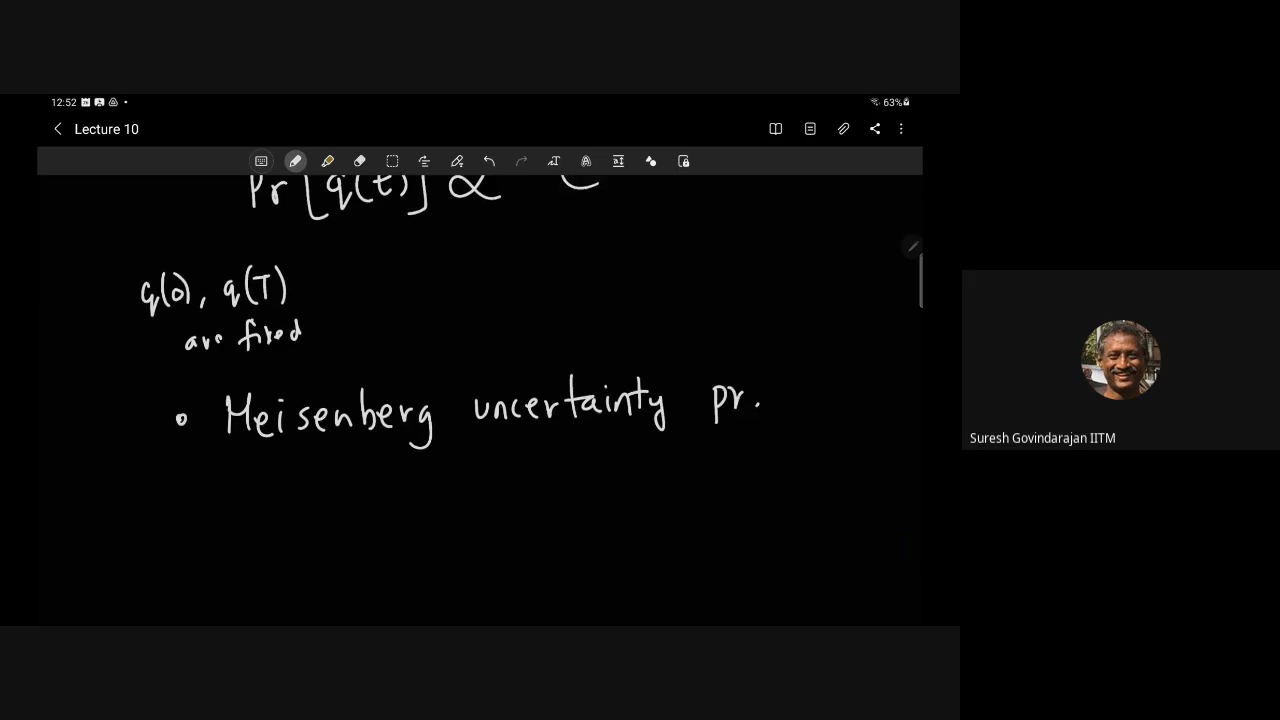 12:52
63%
Lecture 10
Pr [q(t)] ∝
q(0), q(T)
are fixed
Heisenberg uncertainty pr.
Suresh Govindarajan IITM